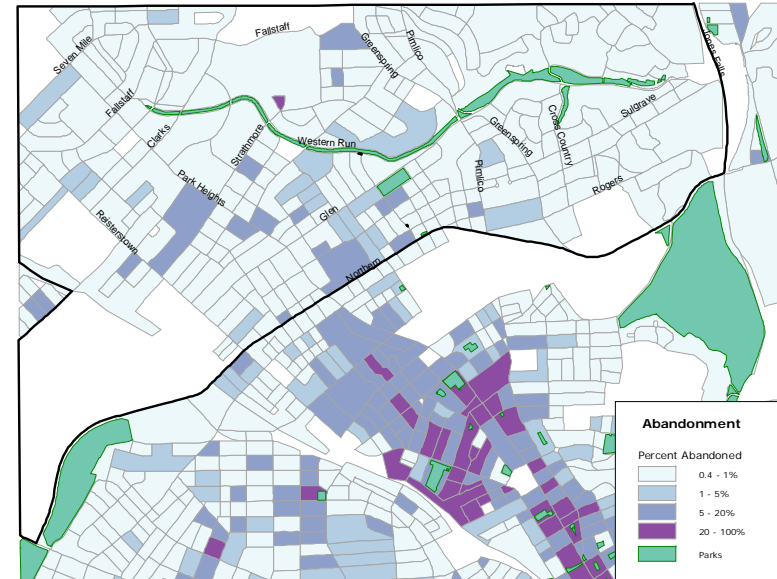 Fallstaff
Pimlico
Greenspring
Jones Falls
Seven Mile
Fallstaff
Clarks
Strathmore
Western Run
Greenspring
Cross Country
Sulgrave
Pimlico
Park Heights
Rogers
Glen
Reisterstown
Northern
Abandonment
Percent Abandoned
0.4 - 1%
1 - 5%
5 - 20%
20 - 100%
Parks